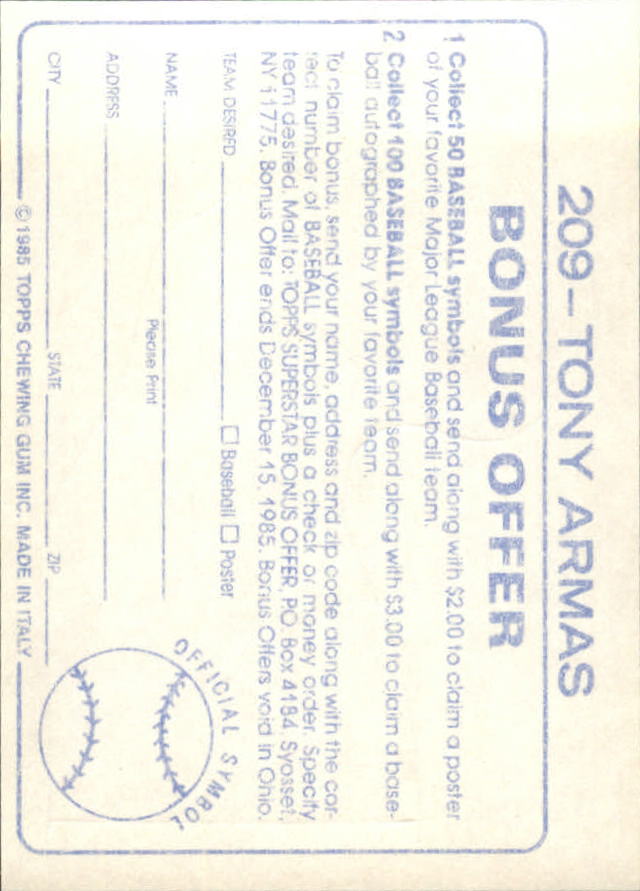 209—TONY ARMAS
BONUS OFFER
1 Collect 50 BASEBALL symbols and send along with $2.00 to claim a poster
of your favorite Major League Baseball team.
2 Collect 100 BASEBALL symbols and send along with $3.00 to claim a base-
ball autographed by your favorite team.
To claim bonus, send your name, address and zip code along with the cor-
rect number of BASEBALL symbols plus a check or money order. Specify
team desired. Mail to: TOPPS SUPERSTAR BONUS OFFER, P.O. Box 4184, Syosset,
NY 11775. Bonus Offer ends December 15, 1985. Bonus Offers void in Ohio.
TEAM DESIRED Baseball Poster
NAME
Please Print
ADDRESS
CITY STATE ZIP
OFFICIAL SYMBOL
© 1985 TOPPS CHEWING GUM INC. MADE IN ITALY